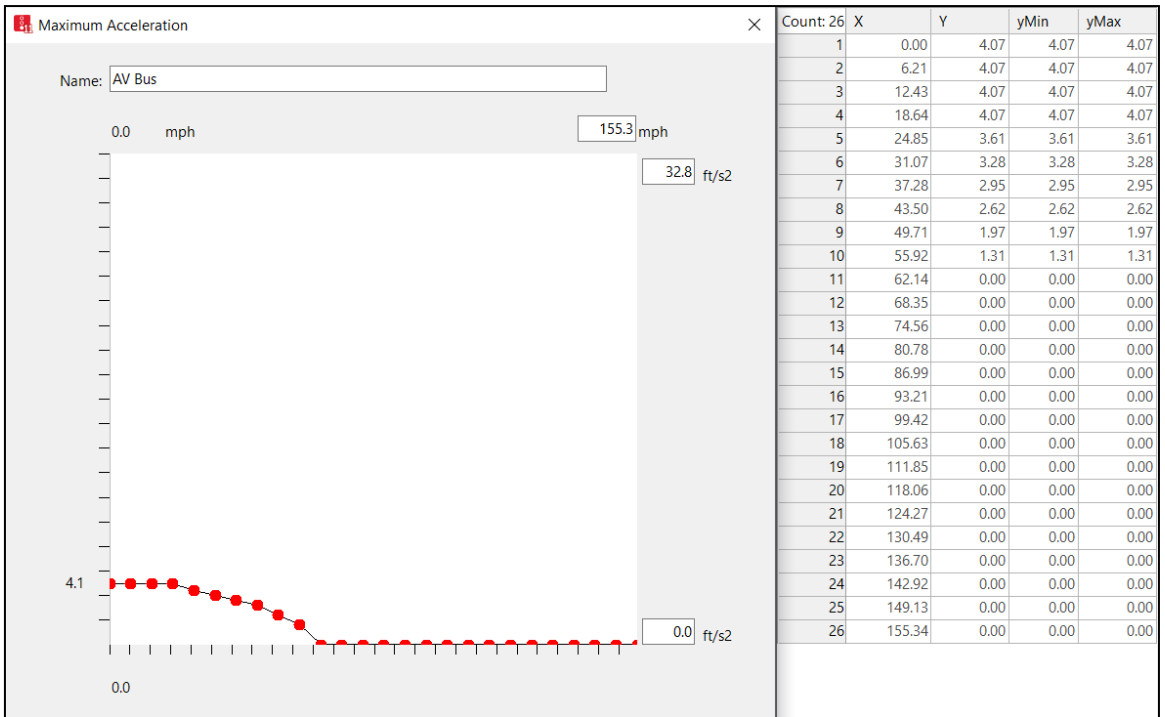 Maximum Acceleration
Name: AV Bus
0.0 mph 155.3 mph
32.8 ft/s2
4.1
0.0 ft/s2
0.0
Count: 26 X Y yMin yMax
1 0.00 4.07 4.07 4.07
2 6.21 4.07 4.07 4.07
3 12.43 4.07 4.07 4.07
4 18.64 4.07 4.07 4.07
5 24.85 3.61 3.61 3.61
6 31.07 3.28 3.28 3.28
7 37.28 2.95 2.95 2.95
8 43.50 2.62 2.62 2.62
9 49.71 1.97 1.97 1.97
10 55.92 1.31 1.31 1.31
11 62.14 0.00 0.00 0.00
12 68.35 0.00 0.00 0.00
13 74.56 0.00 0.00 0.00
14 80.78 0.00 0.00 0.00
15 86.99 0.00 0.00 0.00
16 93.21 0.00 0.00 0.00
17 99.42 0.00 0.00 0.00
18 105.63 0.00 0.00 0.00
19 111.85 0.00 0.00 0.00
20 118.06 0.00 0.00 0.00
21 124.27 0.00 0.00 0.00
22 130.49 0.00 0.00 0.00
23 136.70 0.00 0.00 0.00
24 142.92 0.00 0.00 0.00
25 149.13 0.00 0.00 0.00
26 155.34 0.00 0.00 0.00